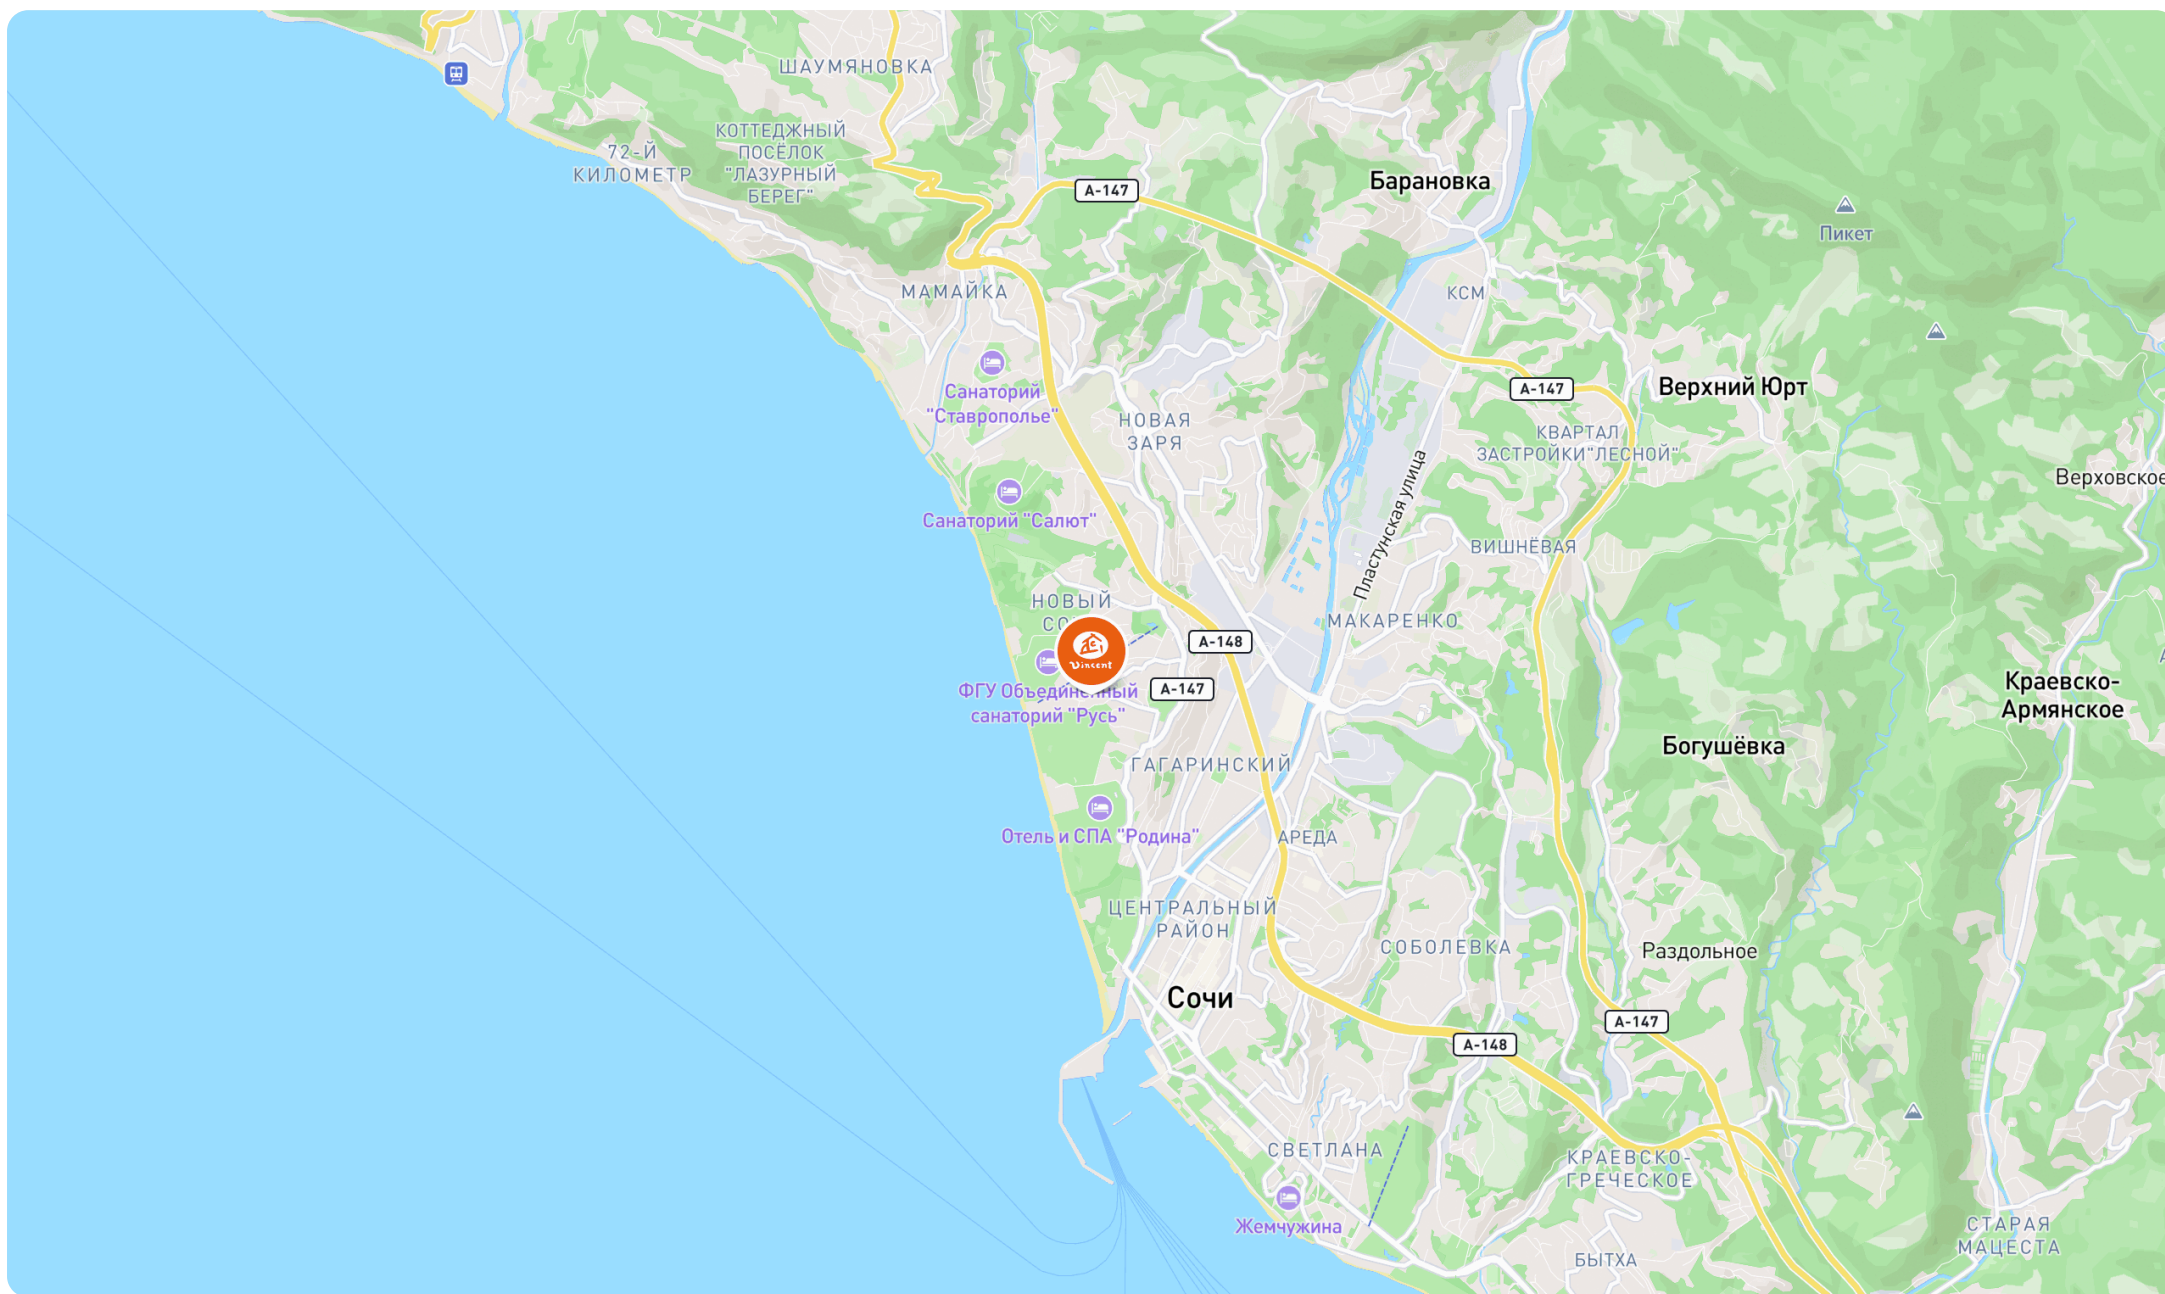 ШАУМЯНОВКА
КОТТЕДЖНЫЙ
ПОСЁЛОК
"ЛАЗУРНЫЙ
БЕРЕГ"
72-Й
КИЛОМЕТР
А-147
Барановка
Пикет
МАМАЙКА
КСМ
Санаторий
"Ставрополье"
А-147
Верхний Юрт
НОВАЯ
ЗАРЯ
КВАРТАЛ
ЗАСТРОЙКИ"ЛЕСНОЙ"
Верховское
Санаторий "Салют"
Пластунская улица
ВИШНЁВАЯ
НОВЫЙ
МАКАРЕНКО
А-148
Vincent
А-147
ФГУ Объединённый
санаторий "Русь"
Краевско-
Армянское
Богушёвка
ГАГАРИНСКИЙ
Отель и СПА "Родина"
АРЕДА
ЦЕНТРАЛЬНЫЙ
РАЙОН
СОБОЛЕВКА
Раздольное
Сочи
А-147
А-148
СВЕТЛАНА
КРАЕВСКО-
ГРЕЧЕСКОЕ
Жемчужина
СТАРАЯ
МАЦЕСТА
БЫТХА